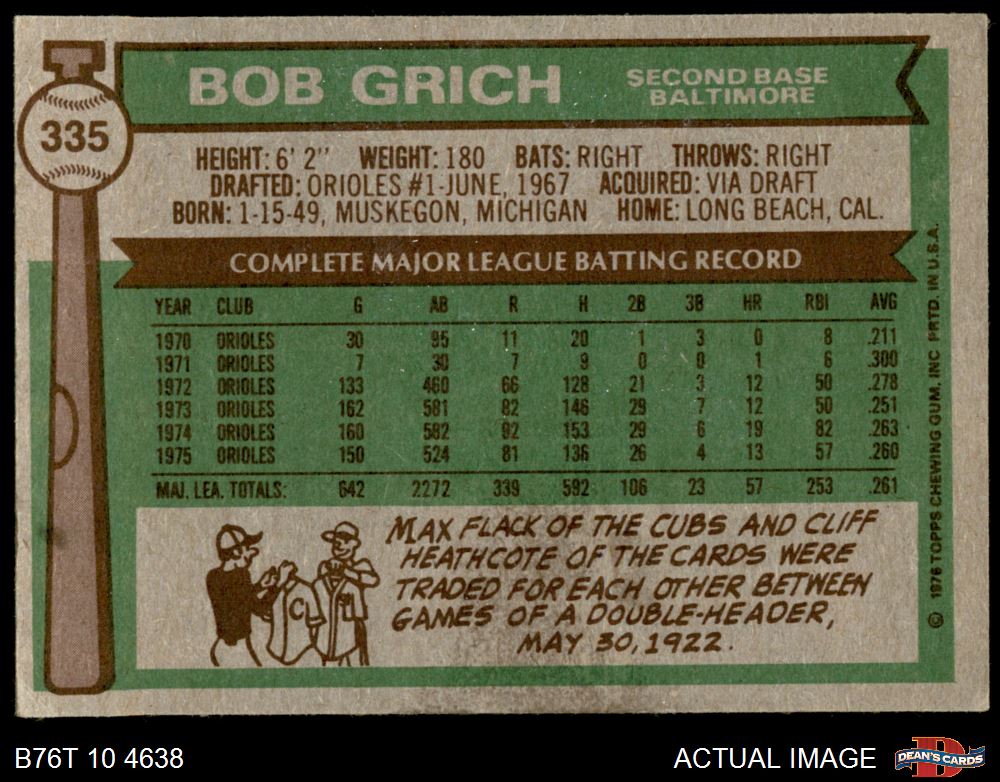 335
BOB GRICH
SECOND BASE
BALTIMORE
HEIGHT: 6' 2" WEIGHT: 180 BATS: RIGHT THROWS: RIGHT
DRAFTED: ORIOLES #1-JUNE, 1967 ACQUIRED: VIA DRAFT
BORN: 1-15-49, MUSKEGON, MICHIGAN HOME: LONG BEACH, CAL.
COMPLETE MAJOR LEAGUE BATTING RECORD
YEAR CLUB G AB R H 2B 3B HR RBI AVG
1970 ORIOLES 30 95 11 20 1 3 0 8 .211
1971 ORIOLES 7 30 7 9 0 0 1 6 .300
1972 ORIOLES 133 460 66 128 21 3 12 50 .278
1973 ORIOLES 162 581 82 146 29 7 12 50 .251
1974 ORIOLES 160 582 92 153 29 6 19 82 .263
1975 ORIOLES 150 524 81 136 26 4 13 57 .260
MAJ. LEA. TOTALS: 642 2272 339 592 106 23 57 253 .261
C
MAX FLACK OF THE CUBS AND CLIFF
HEATHCOTE OF THE CARDS WERE
TRADED FOR EACH OTHER BETWEEN
GAMES OF A DOUBLE-HEADER,
MAY 30, 1922.
© 1976 TOPPS CHEWING GUM, INC PRTD. IN U.S.A.
B76T 10 4638
ACTUAL IMAGE
D
DEAN'S CARDS